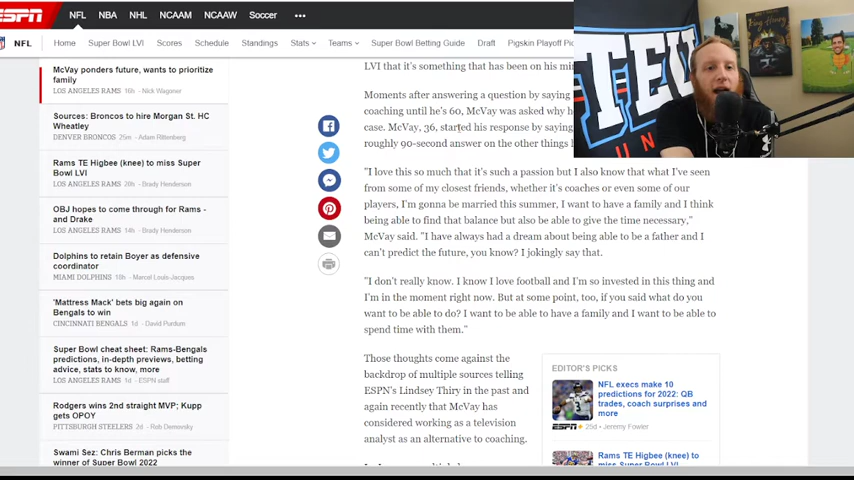 ESPN
NFL NBA NHL NCAAM NCAAW Soccer •••
NFL Home Super Bowl LVI Scores Schedule Standings Stats Teams Super Bowl Betting Guide Draft Pigskin
McVay ponders future, wants to prioritize
family
LOS ANGELES RAMS 16h • Nick Wagoner
Sources: Broncos to hire Morgan St. HC
Wheatley
DENVER BRONCOS 25m • Adam Rittenberg
Rams TE Higbee (knee) to miss Super
Bowl LVI
LOS ANGELES RAMS 20h • Brady Henderson
OBJ hopes to come through for Rams -
and Drake
LOS ANGELES RAMS 14h • Brady Henderson
Dolphins to retain Boyer as defensive
coordinator
MIAMI DOLPHINS 18h • Marcel Louis-Jacques
'Mattress Mack' bets big again on
Bengals to win
CINCINNATI BENGALS 1d • David Purdum
Super Bowl cheat sheet: Rams-Bengals
predictions, in-depth previews, betting
advice, stats to know, more
LOS ANGELES RAMS 1d • ESPN staff
Rodgers wins 2nd straight MVP; Kupp
gets OPOY
PITTSBURGH STEELERS 2d • Rob Demovsky
Swami Sez: Chris Berman picks the
winner of Super Bowl 2022
LVI that it's something that has been on his
Moments after answering a question by saying
coaching until he's 60, McVay was asked why
case. McVay, 36, started his response by saying
roughly 90-second answer on the other things
"I love this so much that it's such a passion but I also know that what I've seen
from some of my closest friends, whether it's coaches or even some of our
players, I'm gonna be married this summer, I want to have a family and I think
being able to find that balance but also be able to give the time necessary,"
McVay said. "I have always had a dream about being able to be a father and I
can't predict the future, you know? I jokingly say that.
"I don't really know. I know I love football and I'm so invested in this thing and
I'm in the moment right now. But at some point, too, if you said what do you
want to be able to do? I want to be able to have a family and I want to be able to
spend time with them."
Those thoughts come against the
backdrop of multiple sources telling
ESPN's Lindsey Thiry in the past and
again recently that McVay has
considered working as a television
analyst as an alternative to coaching.
EDITOR'S PICKS
NFL execs make 10
predictions for 2022: QB
trades, coach surprises and
more
ESPN+ 25d • Jeremy Fowler
Rams TE Higbee (knee) to
miss Super Bowl LVI